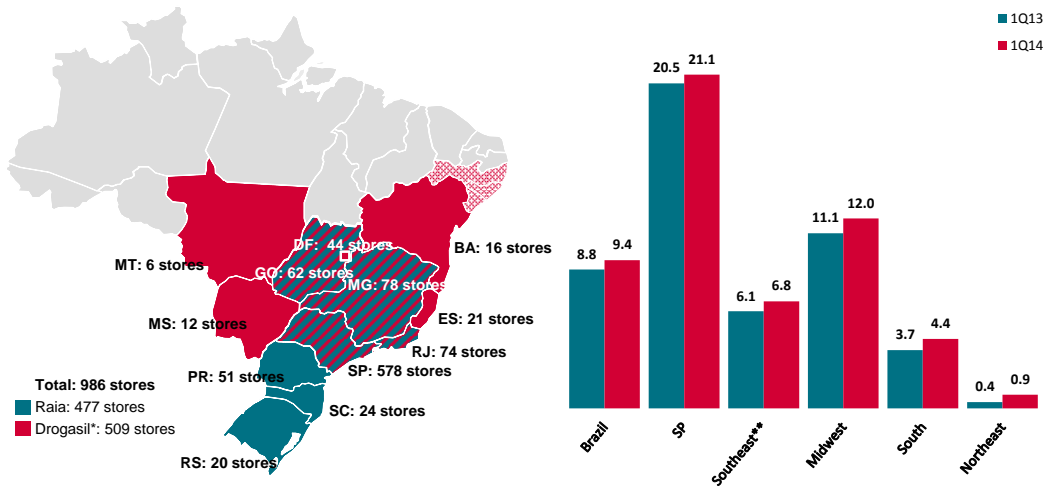 DF: 44 stores
BA: 16 stores
MT: 6 stores
GO: 62 stores
MG: 78 stores
MS: 12 stores
ES: 21 stores
RJ: 74 stores
PR: 51 stores
SP: 578 stores
Total: 986 stores
Raia: 477 stores
SC: 24 stores
Drogasil*: 509 stores
RS: 20 stores
1Q13
1Q14
8.8
9.4
20.5
21.1
6.1
6.8
11.1
12.0
3.7
4.4
0.4
0.9
Brazil
SP
Southeast**
Midwest
South
Northeast